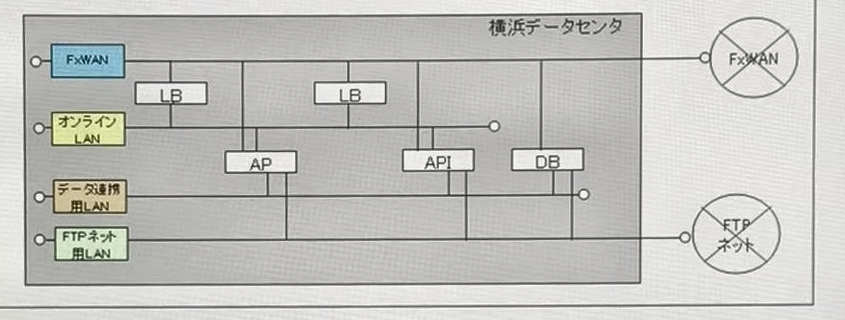 横浜データセンタ
FxWAN
FxWAN
LB
LB
オンライン
LAN
AP
API
DB
データ連携
用LAN
FTP
ネット
FTPネット
用LAN